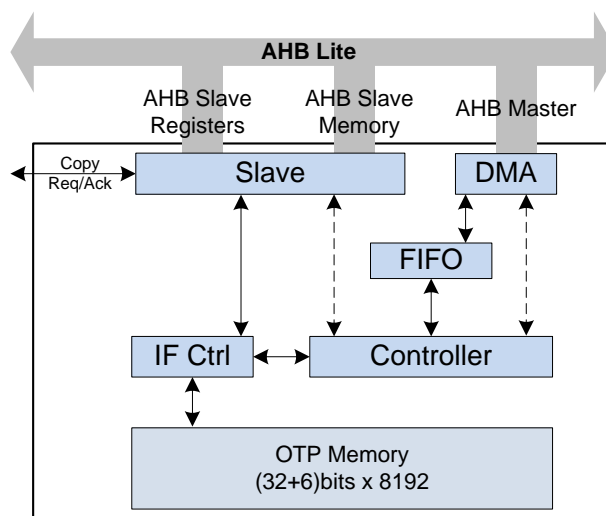 AHB Lite
AHB Slave
Registers
AHB Slave
Memory
AHB Master
Copy
Req/Ack
Slave
DMA
FIFO
IF Ctrl
Controller
OTP Memory
(32+6)bits x 8192